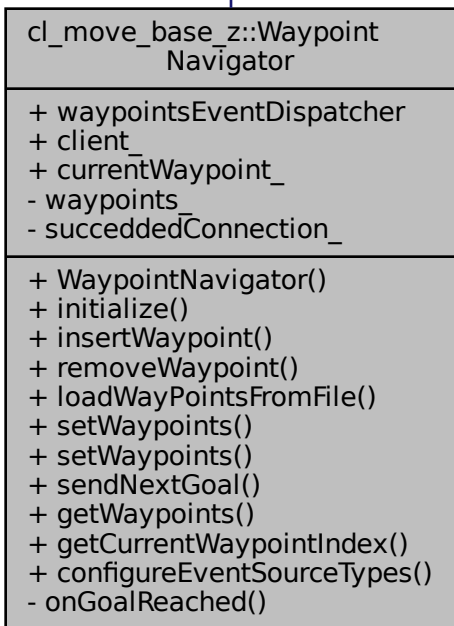 cl_move_base_z::Waypoint
Navigator
+ waypointsEventDispatcher
+ client_
+ currentWaypoint_
- waypoints_
- succeddedConnection_
+ WaypointNavigator()
+ initialize()
+ insertWaypoint()
+ removeWaypoint()
+ loadWayPointsFromFile()
+ setWaypoints()
+ setWaypoints()
+ sendNextGoal()
+ getWaypoints()
+ getCurrentWaypointIndex()
+ configureEventSourceTypes()
- onGoalReached()